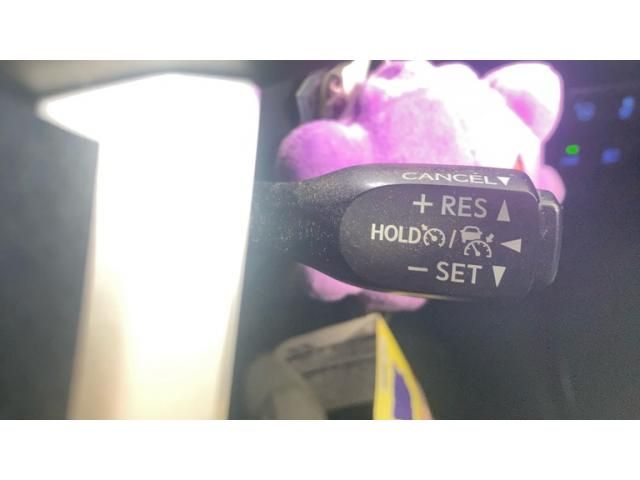 CANCEL▼
+ RES ▲
HOLD / ◄
− SET ▼